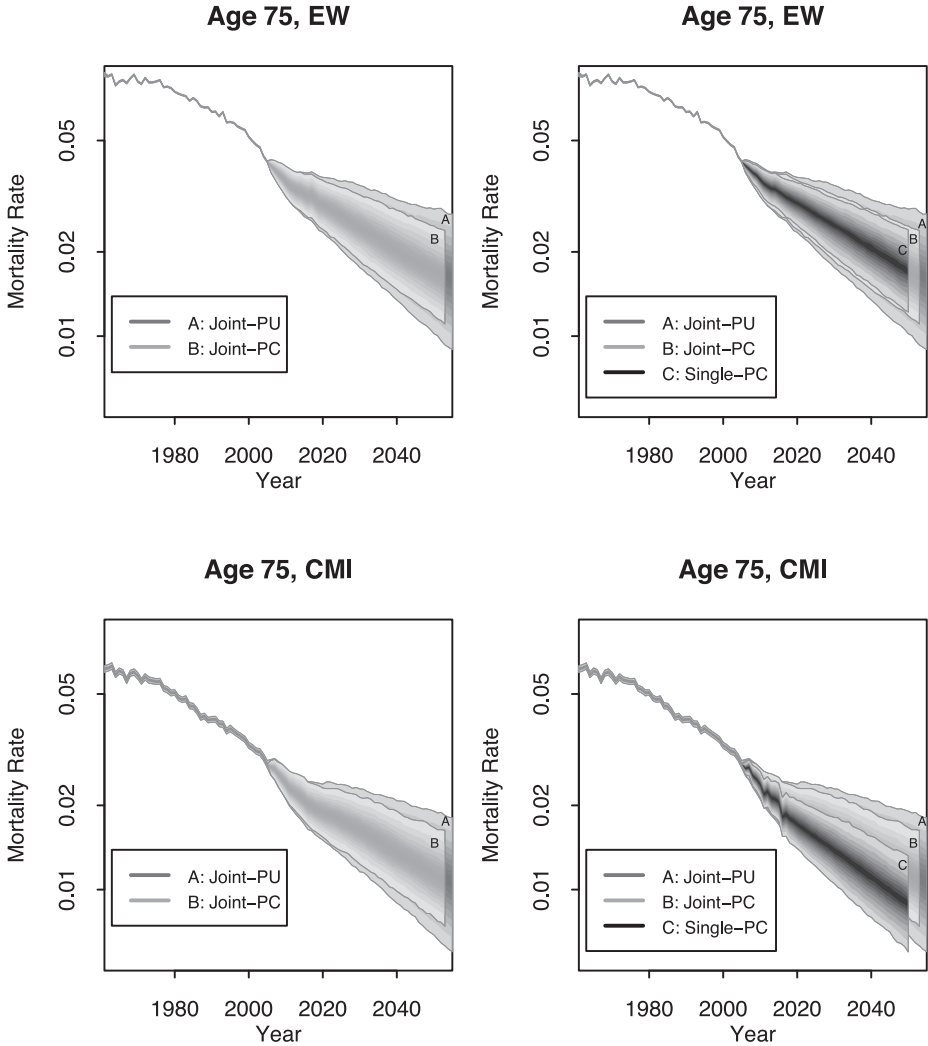 Age 75, EW
Mortality Rate
0.05
0.02
0.01
A
B
A: Joint−PU
B: Joint−PC
1980 2000 2020 2040
Year
Age 75, EW
Mortality Rate
0.05
0.02
0.01
A
B
C
A: Joint−PU
B: Joint−PC
C: Single−PC
1980 2000 2020 2040
Year
Age 75, CMI
Mortality Rate
0.05
0.02
0.01
A
B
A: Joint−PU
B: Joint−PC
1980 2000 2020 2040
Year
Age 75, CMI
Mortality Rate
0.05
0.02
0.01
A
B
C
A: Joint−PU
B: Joint−PC
C: Single−PC
1980 2000 2020 2040
Year